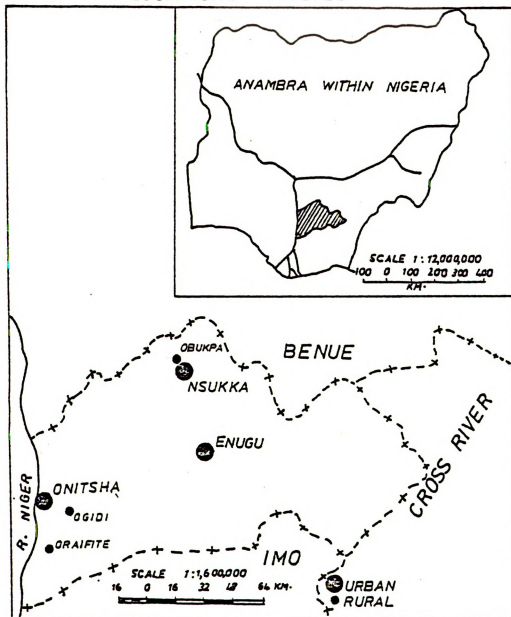 ANAMBRA WITHIN NIGERIA
SCALE 1:12,000,000
100 0 100 200 300 400
KM.
OBUKPA
BENUE
NSUKKA
ENUGU
CROSS RIVER
ONITSHA
OGIDI
R. NIGER
ORAIFITE
IMO
SCALE 1:1,600,000
16 0 16 32 48 64 KM.
URBAN
RURAL